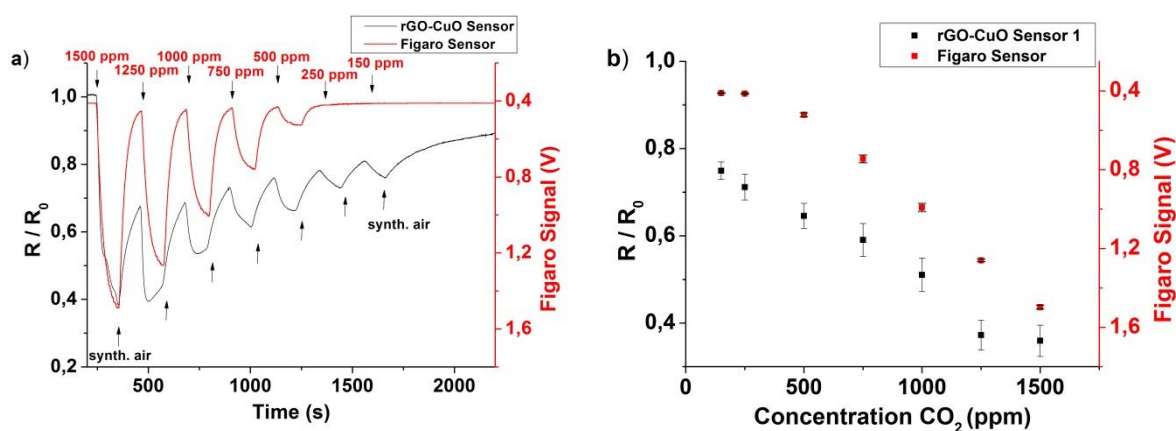 rGO-CuO Sensor
Figaro Sensor
a)
1500 ppm
1250 ppm
1000 ppm
750 ppm
500 ppm
250 ppm
150 ppm
1,0
0,8
0,6
0,4
0,2
R / R₀
0,4
0,8
1,2
1,6
Figaro Signal (V)
synth. air
synth. air
500 1000 1500 2000
Time (s)
b)
rGO-CuO Sensor 1
Figaro Sensor
1,0
0,8
0,6
0,4
R / R₀
0,4
0,8
1,2
1,6
Figaro Signal (V)
0 500 1000 1500
Concentration CO₂ (ppm)